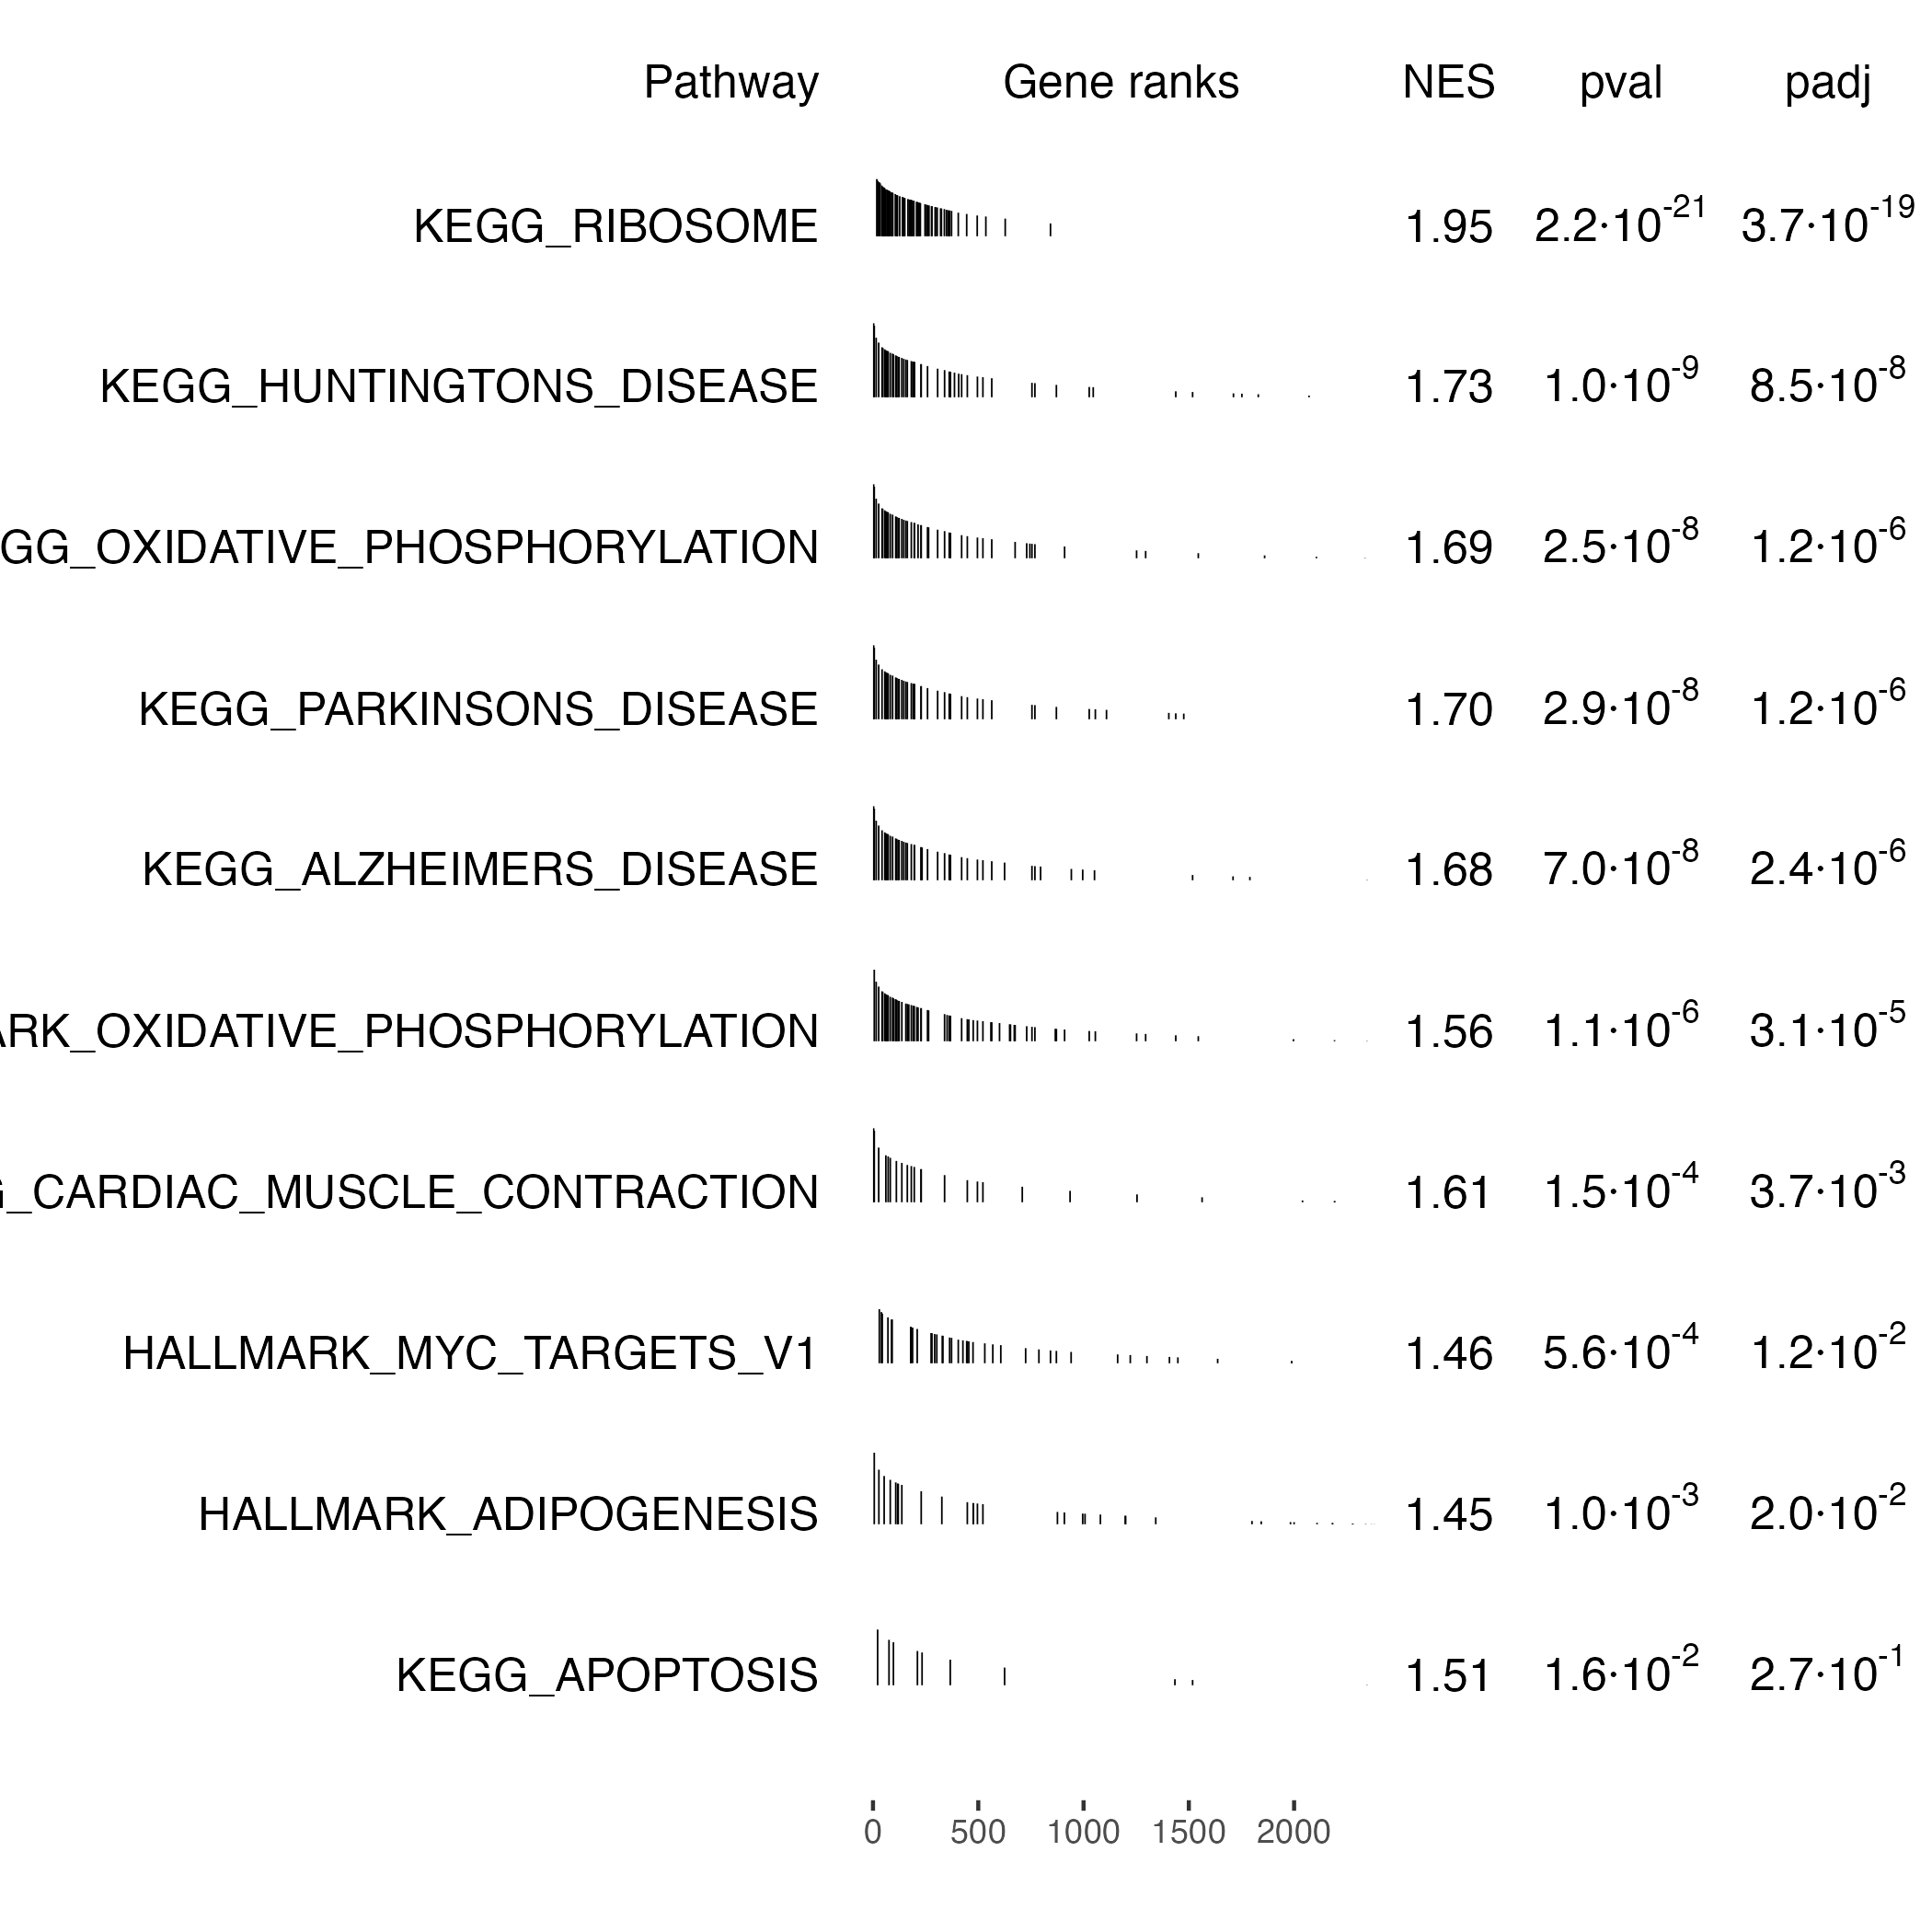 Pathway Gene ranks NES pval padj
KEGG_RIBOSOME 1.95 2.2·10^-21 3.7·10^-19
KEGG_HUNTINGTONS_DISEASE 1.73 1.0·10^-9 8.5·10^-8
GG_OXIDATIVE_PHOSPHORYLATION 1.69 2.5·10^-8 1.2·10^-6
KEGG_PARKINSONS_DISEASE 1.70 2.9·10^-8 1.2·10^-6
KEGG_ALZHEIMERS_DISEASE 1.68 7.0·10^-8 2.4·10^-6
ARK_OXIDATIVE_PHOSPHORYLATION 1.56 1.1·10^-6 3.1·10^-5
G_CARDIAC_MUSCLE_CONTRACTION 1.61 1.5·10^-4 3.7·10^-3
HALLMARK_MYC_TARGETS_V1 1.46 5.6·10^-4 1.2·10^-2
HALLMARK_ADIPOGENESIS 1.45 1.0·10^-3 2.0·10^-2
KEGG_APOPTOSIS 1.51 1.6·10^-2 2.7·10^-1
0 500 1000 1500 2000